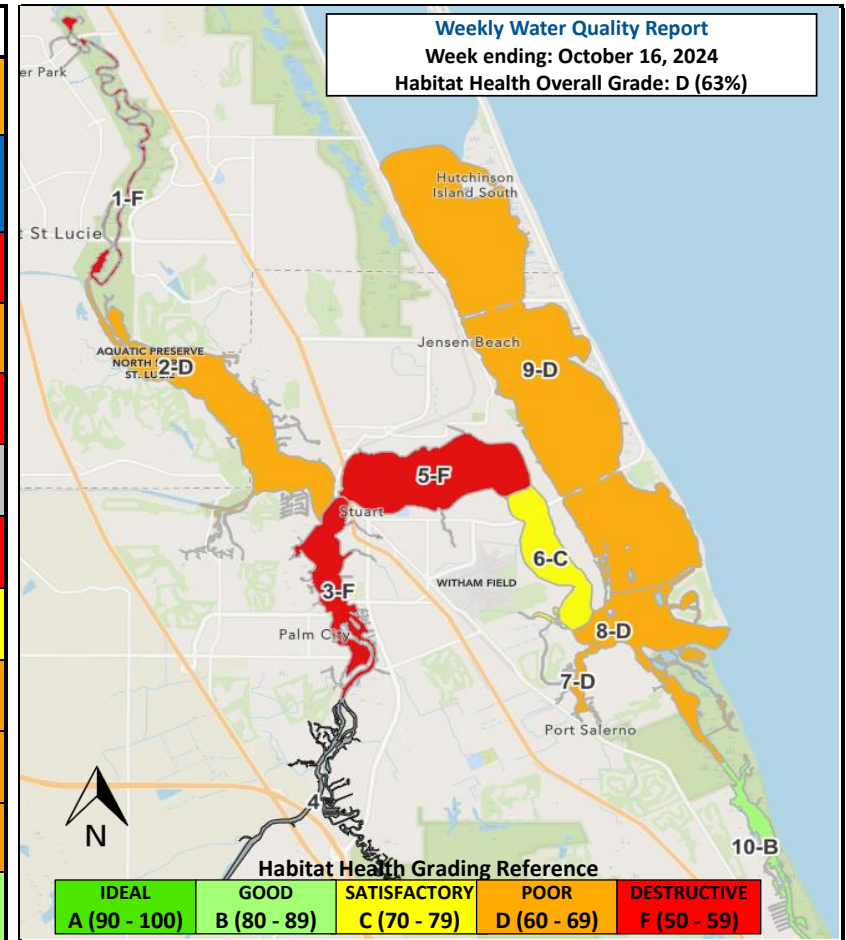 Weekly Water Quality Report
Week ending: October 16, 2024
Habitat Health Overall Grade: D (63%)
er Park
Hutchinson
Island South
1-F
t St Lucie
Jensen Beach
AQUATIC PRESERVE
NORTH
ST. LUCIE
2-D
9-D
5-F
Stuart
6-C
WITHAM FIELD
3-F
Palm City
8-D
7-D
Port Salerno
4
N
10-B
Habitat Health Grading Reference
IDEAL GOOD SATISFACTORY POOR DESTRUCTIVE
A (90 - 100) B (80 - 89) C (70 - 79) D (60 - 69) F (50 - 59)